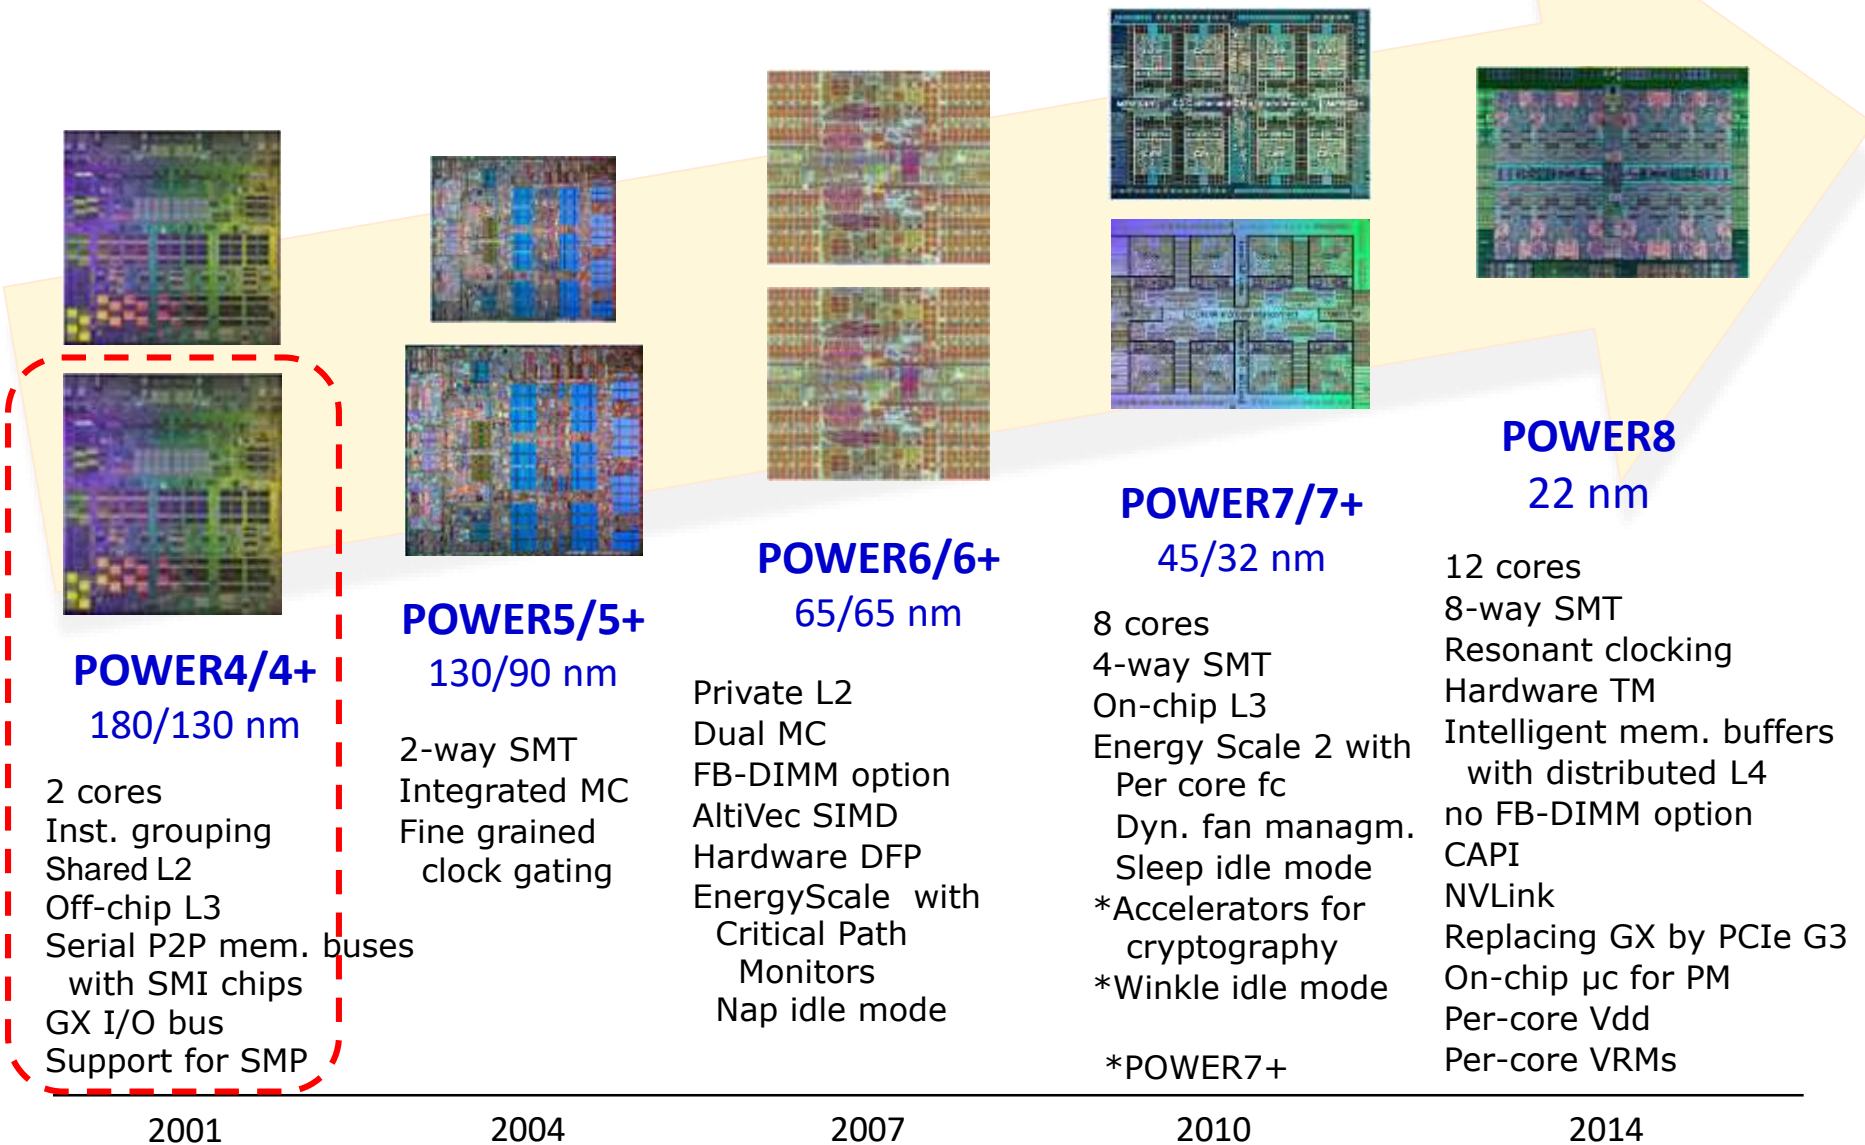 POWER4/4+
180/130 nm
2 cores
Inst. grouping
Shared L2
Off-chip L3
Serial P2P mem. buses
with SMI chips
GX I/O bus
Support for SMP
2001
POWER5/5+
130/90 nm
2-way SMT
Integrated MC
Fine grained
clock gating
2004
POWER6/6+
65/65 nm
Private L2
Dual MC
FB-DIMM option
AltiVec SIMD
Hardware DFP
EnergyScale with
Critical Path
Monitors
Nap idle mode
2007
POWER7/7+
45/32 nm
8 cores
4-way SMT
On-chip L3
Energy Scale 2 with
Per core fc
Dyn. fan managm.
Sleep idle mode
*Accelerators for
cryptography
*Winkle idle mode
*POWER7+
2010
POWER8
22 nm
12 cores
8-way SMT
Resonant clocking
Hardware TM
Intelligent mem. buffers
with distributed L4
no FB-DIMM option
CAPI
NVLink
Replacing GX by PCIe G3
On-chip µc for PM
Per-core Vdd
Per-core VRMs
2014